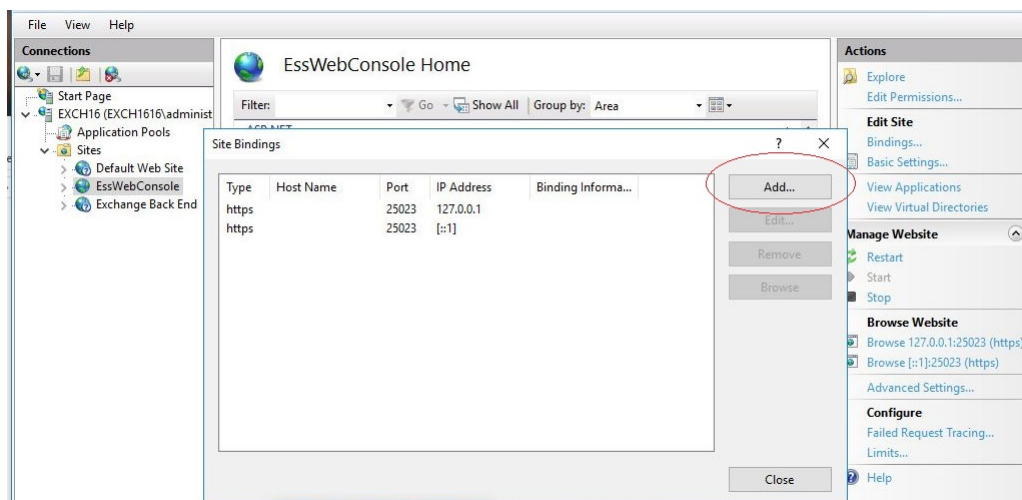 File View Help
Connections
Start Page
EXCH16 (EXCH1616\administ
Application Pools
Sites
Default Web Site
EssWebConsole
Exchange Back End
EssWebConsole Home
Filter: Go Show All Group by: Area
Site Bindings ? X
Type Host Name Port IP Address Binding Informa...
https 25023 127.0.0.1
https 25023 [::1]
Add...
Edit...
Remove
Browse
Close
Actions
Explore
Edit Permissions...
Edit Site
Bindings...
Basic Settings...
View Applications
View Virtual Directories
Manage Website
Restart
Start
Stop
Browse Website
Browse 127.0.0.1:25023 (https)
Browse [::1]:25023 (https)
Advanced Settings...
Configure
Failed Request Tracing...
Limits...
Help